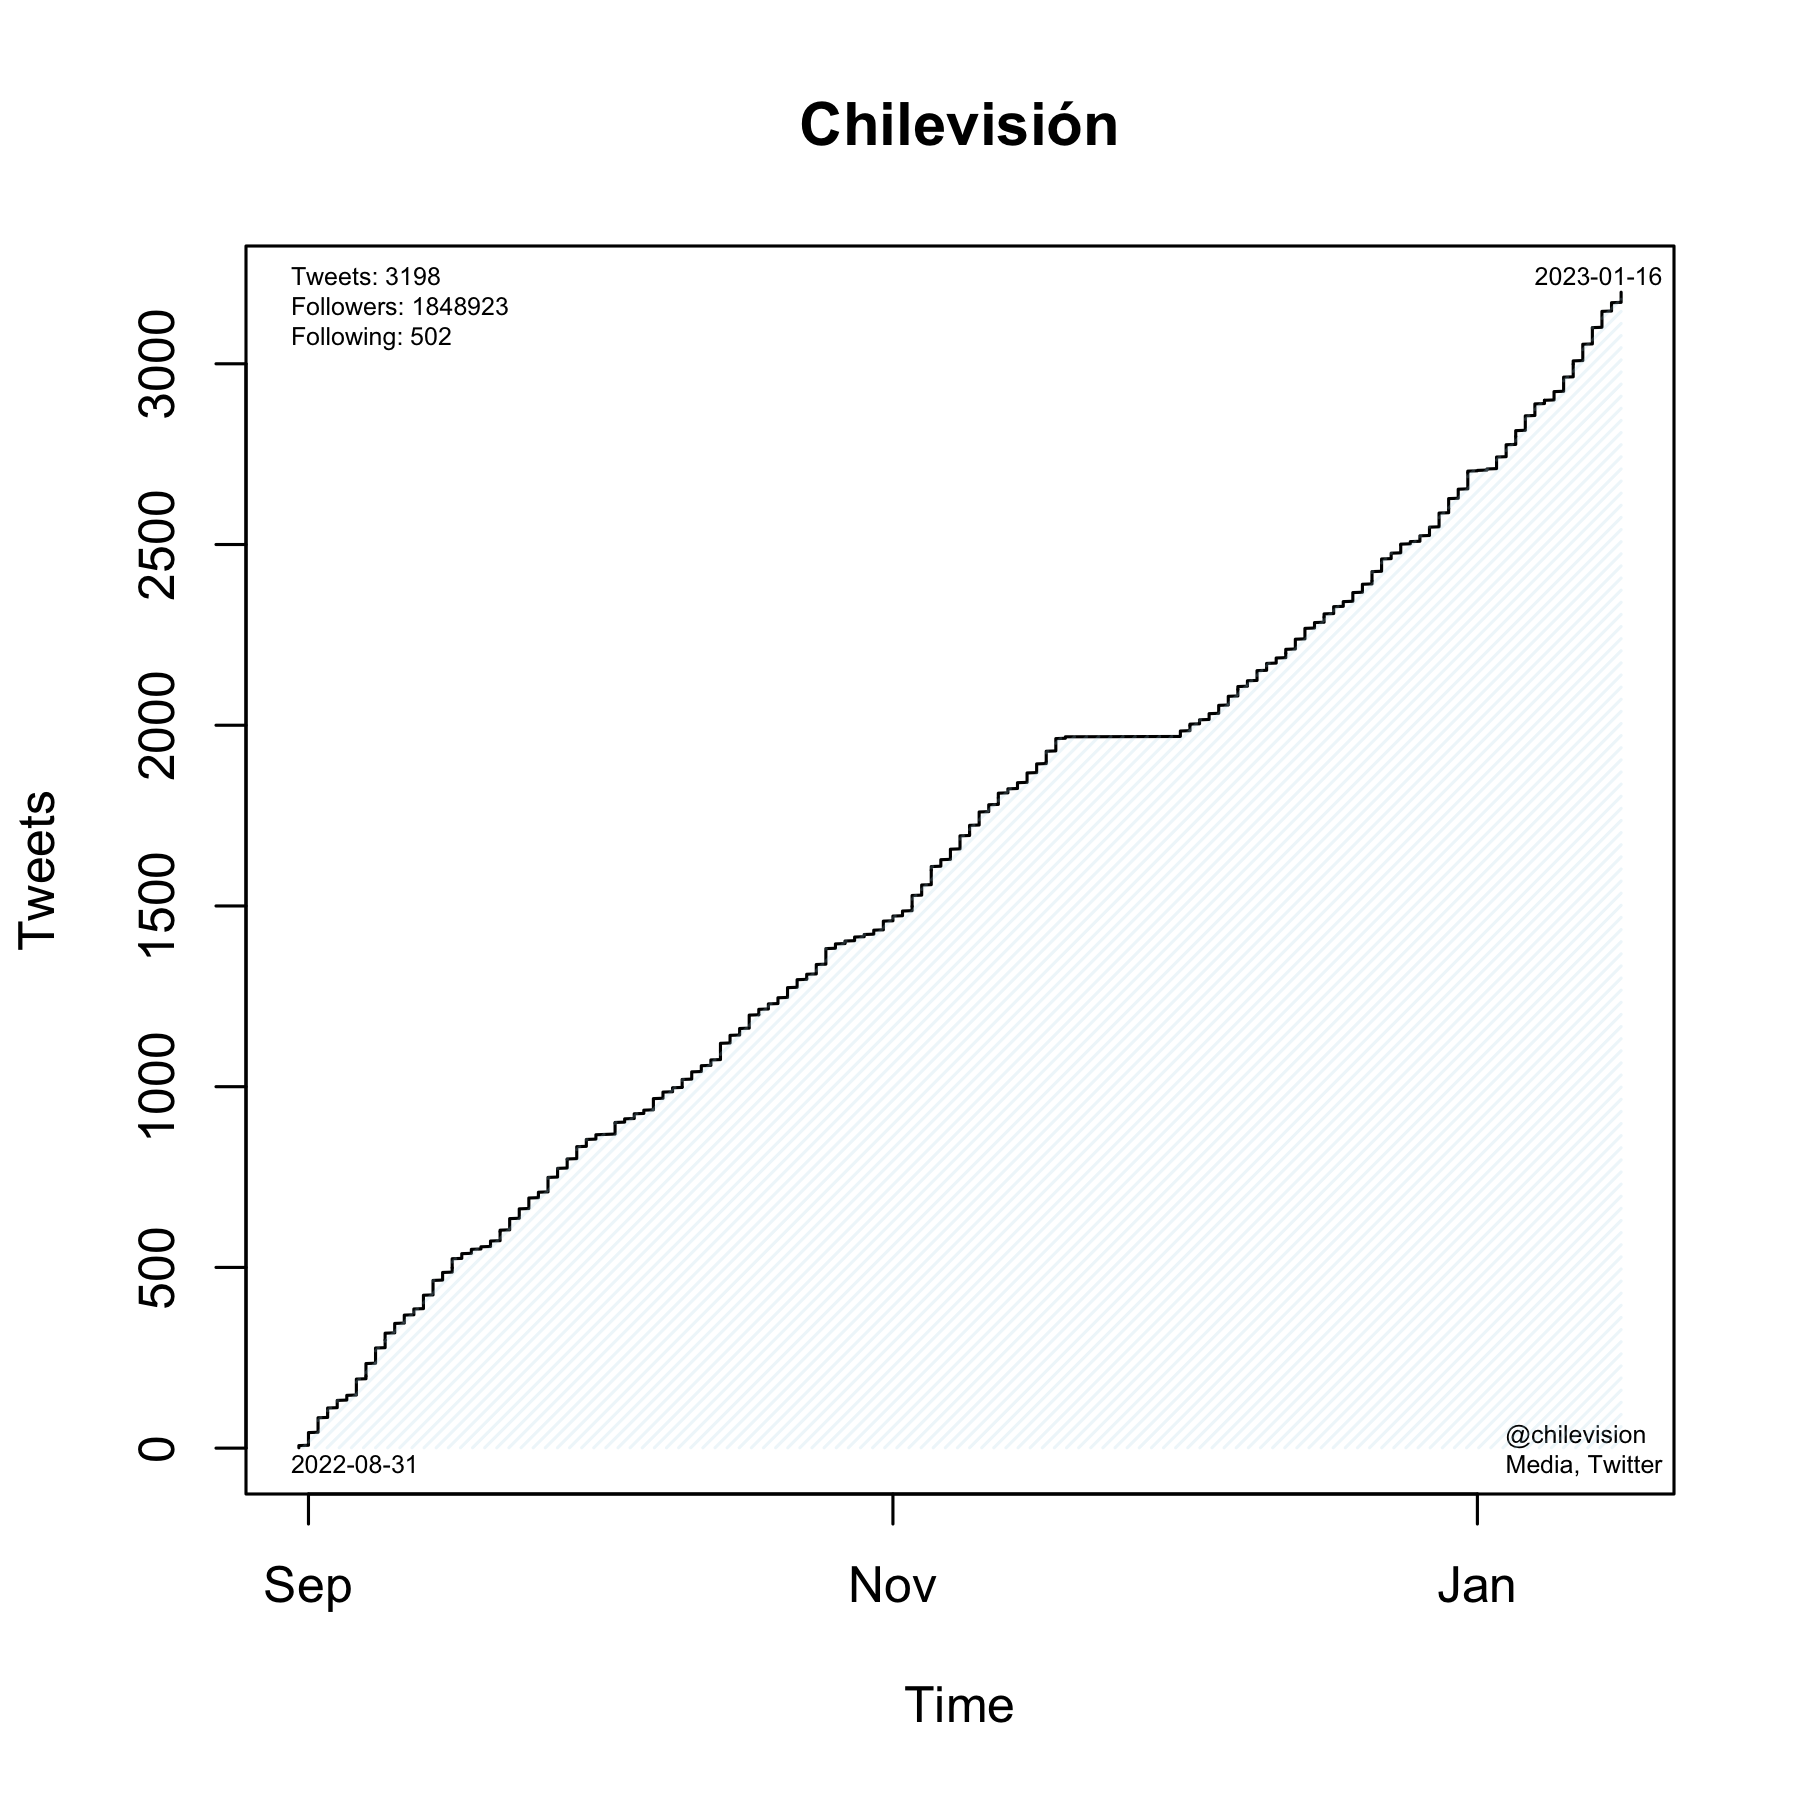 Chilevisión
Tweets: 3198
Followers: 1848923
Following: 502
2023-01-16
3000
2500
2000
1500
1000
500
0
Tweets
2022-08-31
@chilevision
Media, Twitter
Sep
Nov
Jan
Time